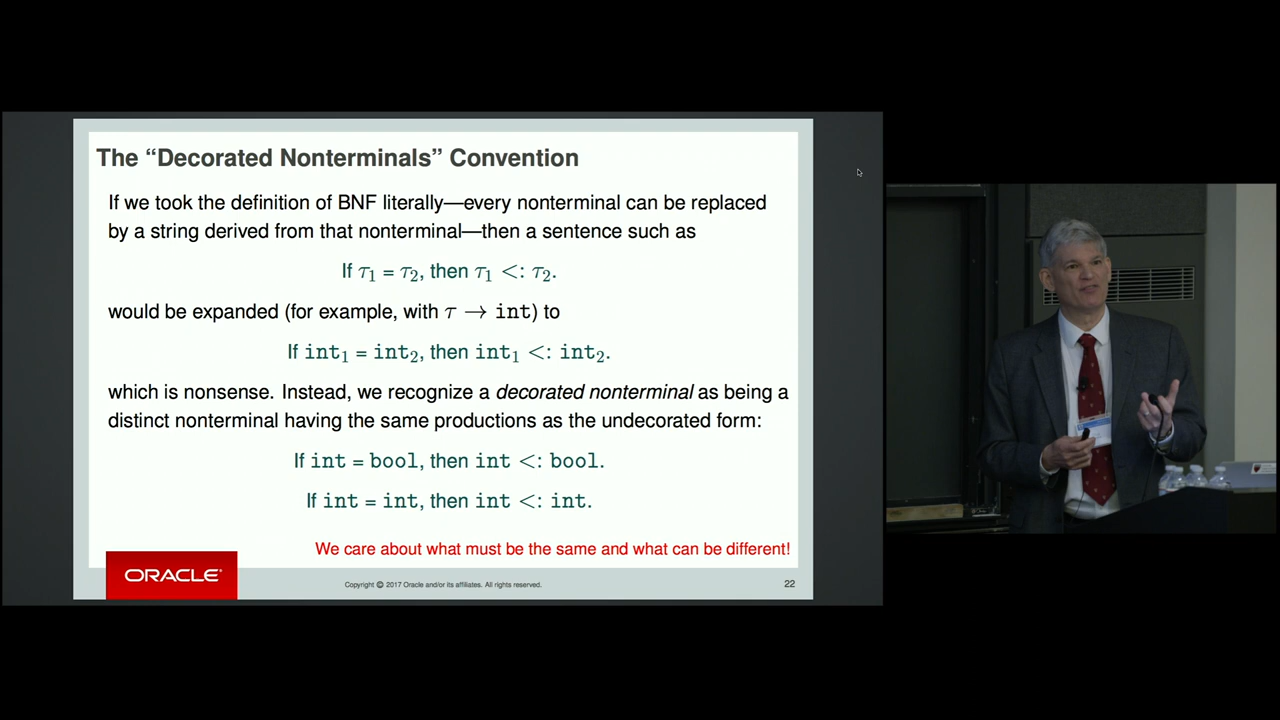 The “Decorated Nonterminals” Convention
If we took the definition of BNF literally—every nonterminal can be replaced
by a string derived from that nonterminal—then a sentence such as
If τ₁ = τ₂, then τ₁ <: τ₂.
would be expanded (for example, with τ → int) to
If int₁ = int₂, then int₁ <: int₂.
which is nonsense. Instead, we recognize a decorated nonterminal as being a
distinct nonterminal having the same productions as the undecorated form:
If int = bool, then int <: bool.
If int = int, then int <: int.
We care about what must be the same and what can be different!
ORACLE
Copyright © 2017 Oracle and/or its affiliates. All rights reserved.
22